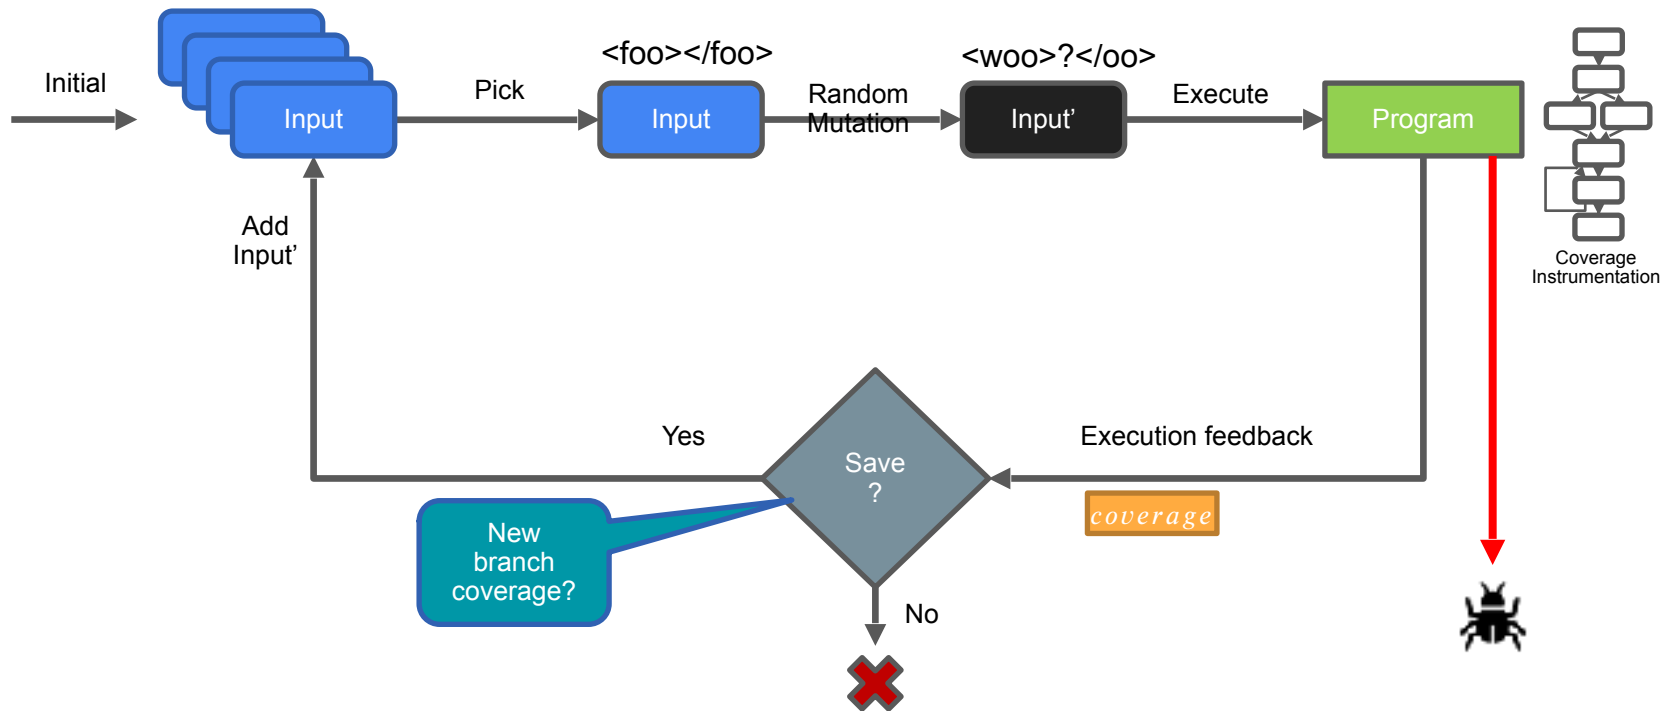 <foo></foo>
<woo>?</oo>
Initial
Pick
Random
Mutation
Execute
Input
Input
Input’
Program
Add
Input’
Coverage
Instrumentation
Yes
Execution feedback
Save
?
coverage
New
branch
coverage?
No